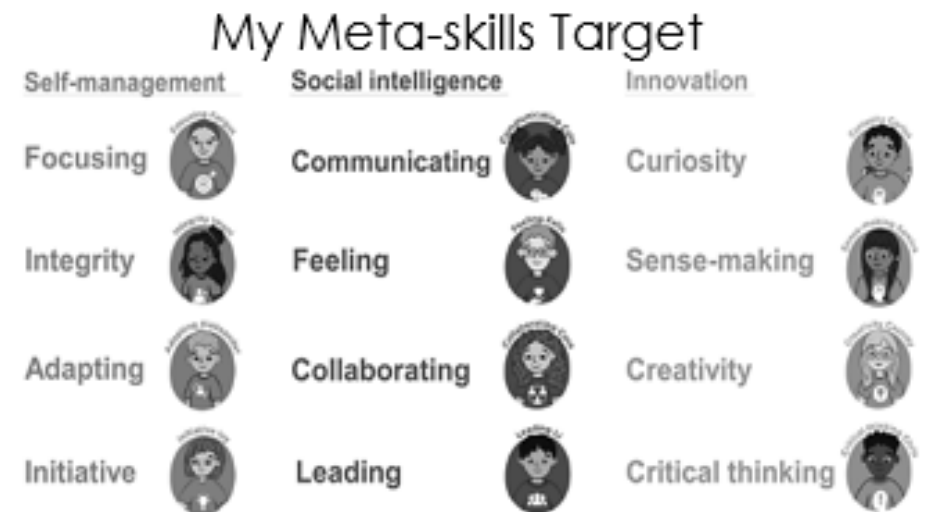 My Meta-skills Target
Self-management
Social intelligence
Innovation
Focusing
Communicating
Curiosity
Integrity
Feeling
Sense-making
Adapting
Collaborating
Creativity
Initiative
Leading
Critical thinking